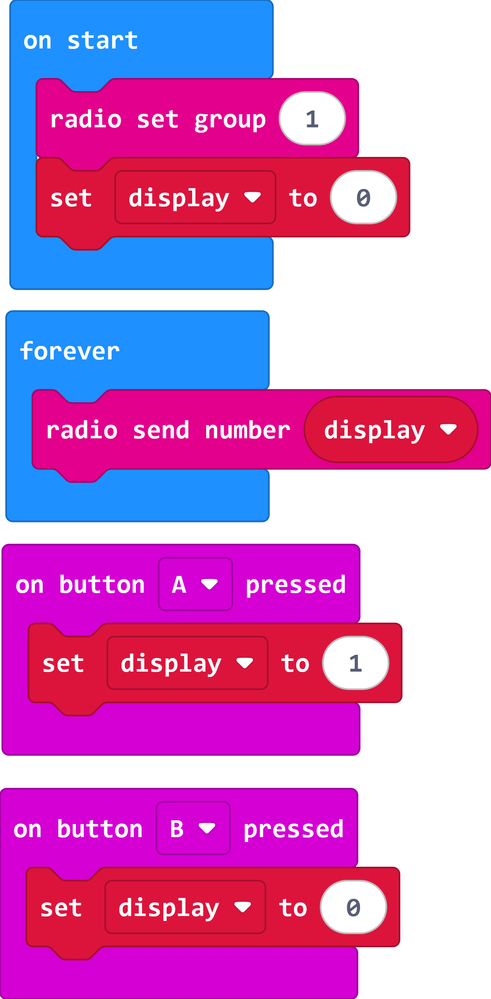 on start
radio set group 1
set display to 0
forever
radio send number display
on button A pressed
set display to 1
on button B pressed
set display to 0